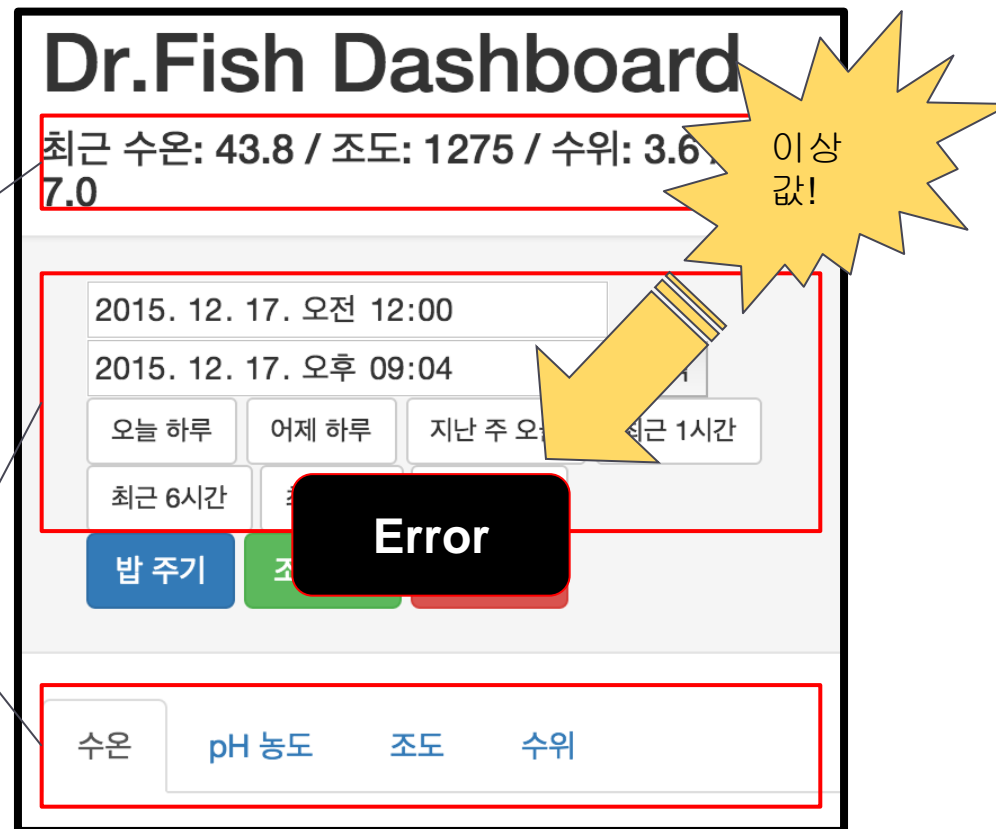 Dr.Fish Dashboard
최근 수온: 43.8 / 조도: 1275 / 수위: 3.6 /
7.0
이상
값!
2015. 12. 17. 오전 12:00
2015. 12. 17. 오후 09:04
오늘 하루 어제 하루 지난 주 최근 1시간
최근 6시간
Error
밥 주기
수온 pH 농도 조도 수위